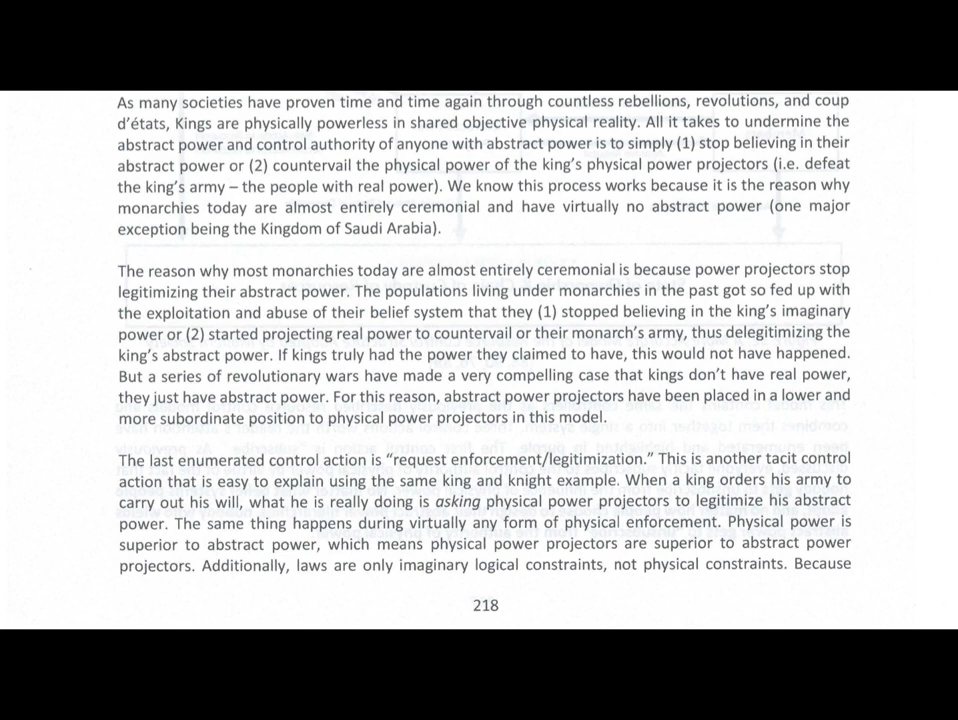 As many societies have proven time and time again through countless rebellions, revolutions, and coup
d’états, Kings are physically powerless in shared objective physical reality. All it takes to undermine the
abstract power and control authority of anyone with abstract power is to simply (1) stop believing in their
abstract power or (2) countervail the physical power of the king’s physical power projectors (i.e. defeat
the king’s army – the people with real power). We know this process works because it is the reason why
monarchies today are almost entirely ceremonial and have virtually no abstract power (one major
exception being the Kingdom of Saudi Arabia).
The reason why most monarchies today are almost entirely ceremonial is because power projectors stop
legitimizing their abstract power. The populations living under monarchies in the past got so fed up with
the exploitation and abuse of their belief system that they (1) stopped believing in the king’s imaginary
power or (2) started projecting real power to countervail or their monarch’s army, thus delegitimizing the
king’s abstract power. If kings truly had the power they claimed to have, this would not have happened.
But a series of revolutionary wars have made a very compelling case that kings don’t have real power,
they just have abstract power. For this reason, abstract power projectors have been placed in a lower and
more subordinate position to physical power projectors in this model.
The last enumerated control action is “request enforcement/legitimization.” This is another tacit control
action that is easy to explain using the same king and knight example. When a king orders his army to
carry out his will, what he is really doing is asking physical power projectors to legitimize his abstract
power. The same thing happens during virtually any form of physical enforcement. Physical power is
superior to abstract power, which means physical power projectors are superior to abstract power
projectors. Additionally, laws are only imaginary logical constraints, not physical constraints. Because
218